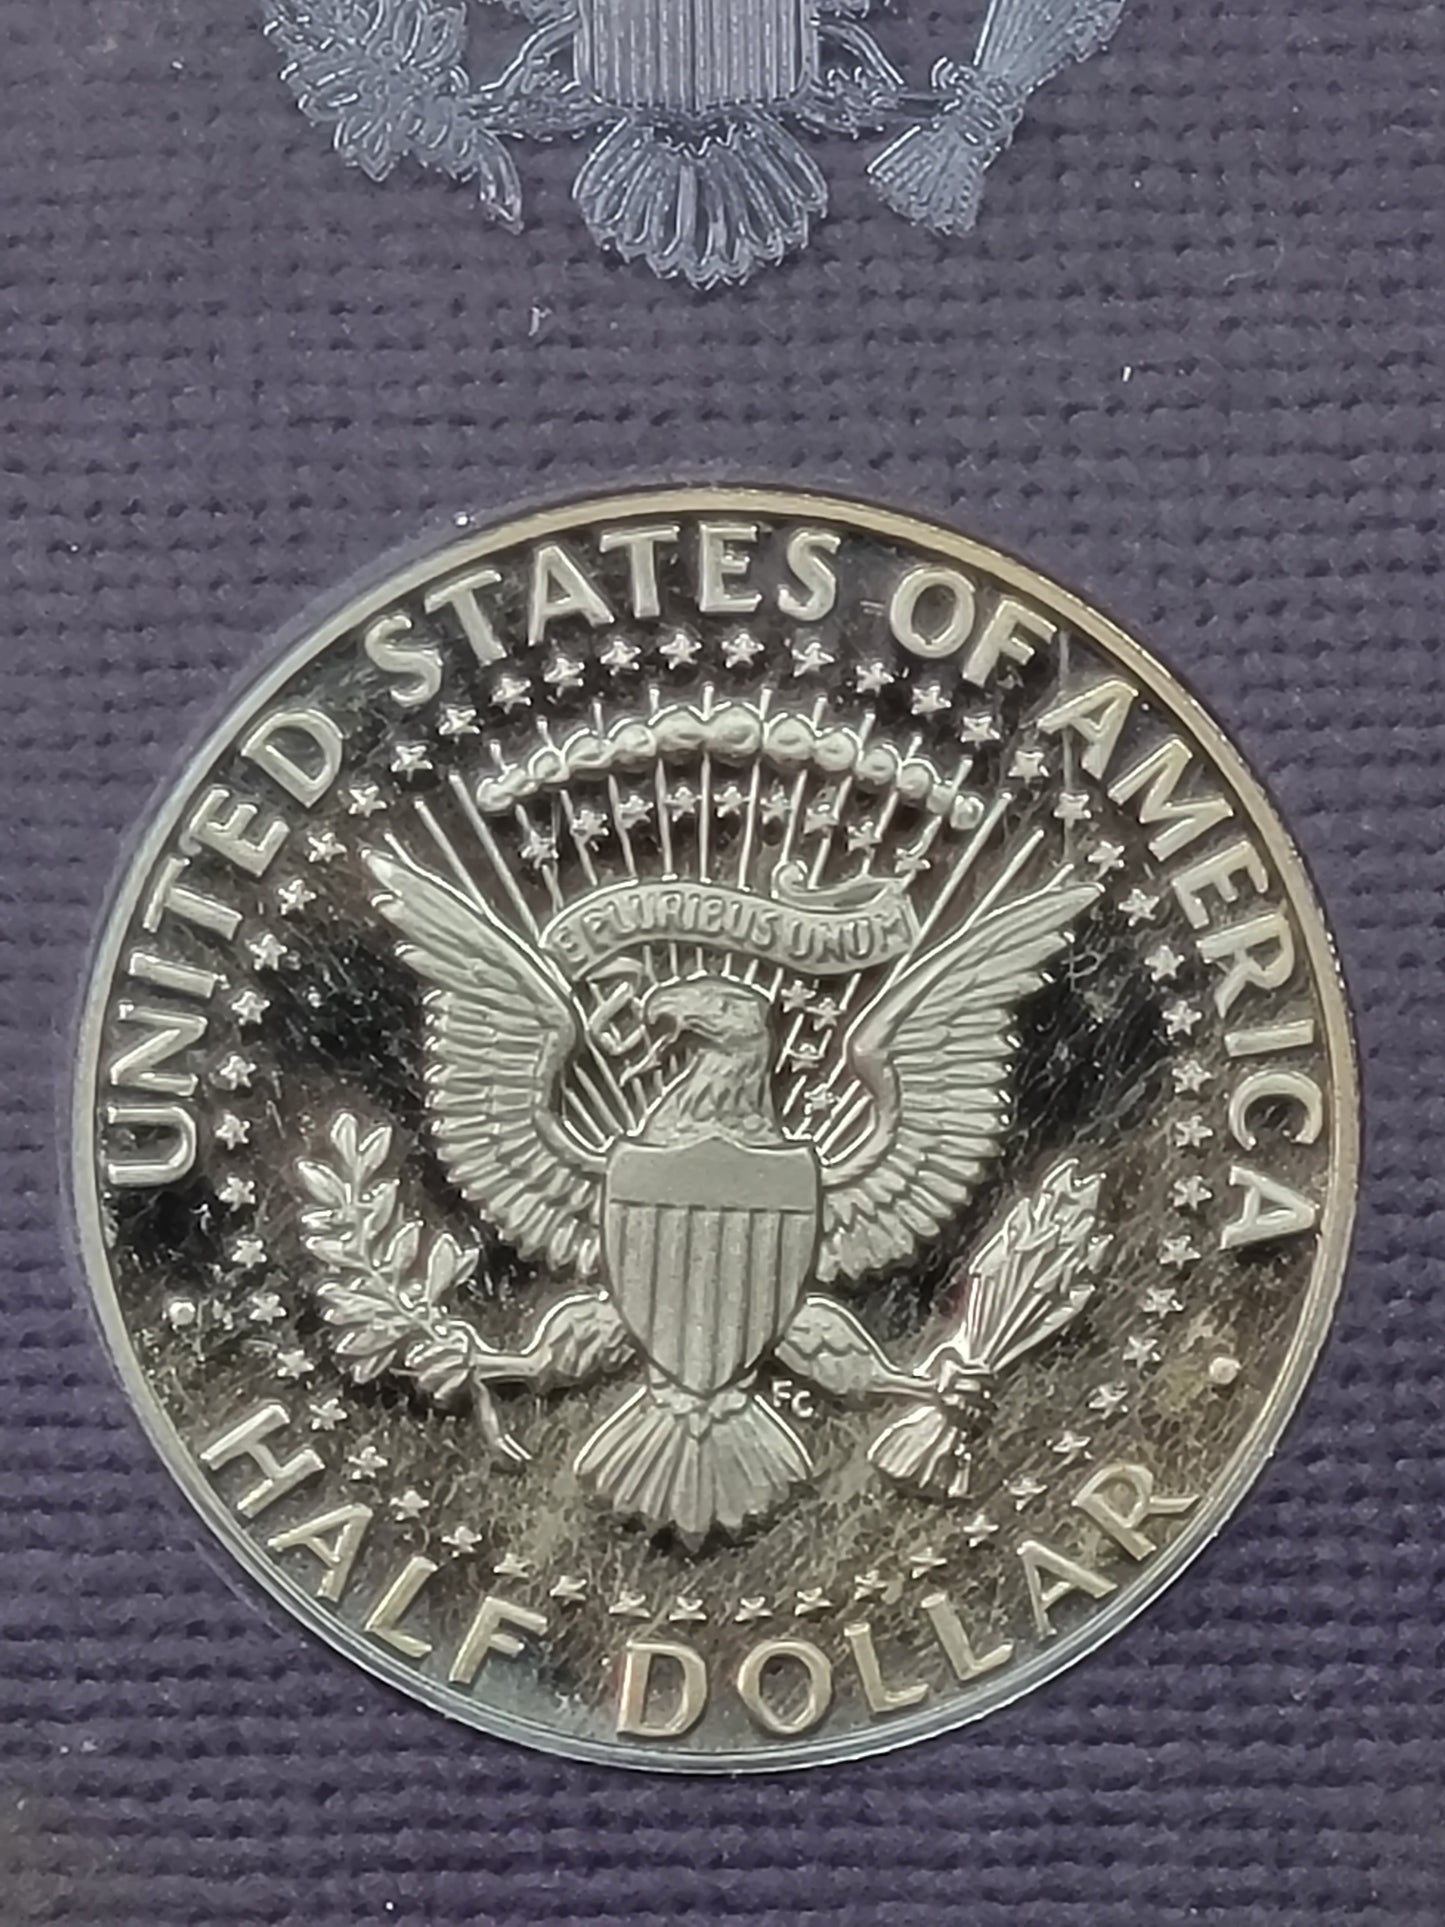 UNITED STATES OF AMERICA
E PLURIBUS UNUM
FG
HALF DOLLAR